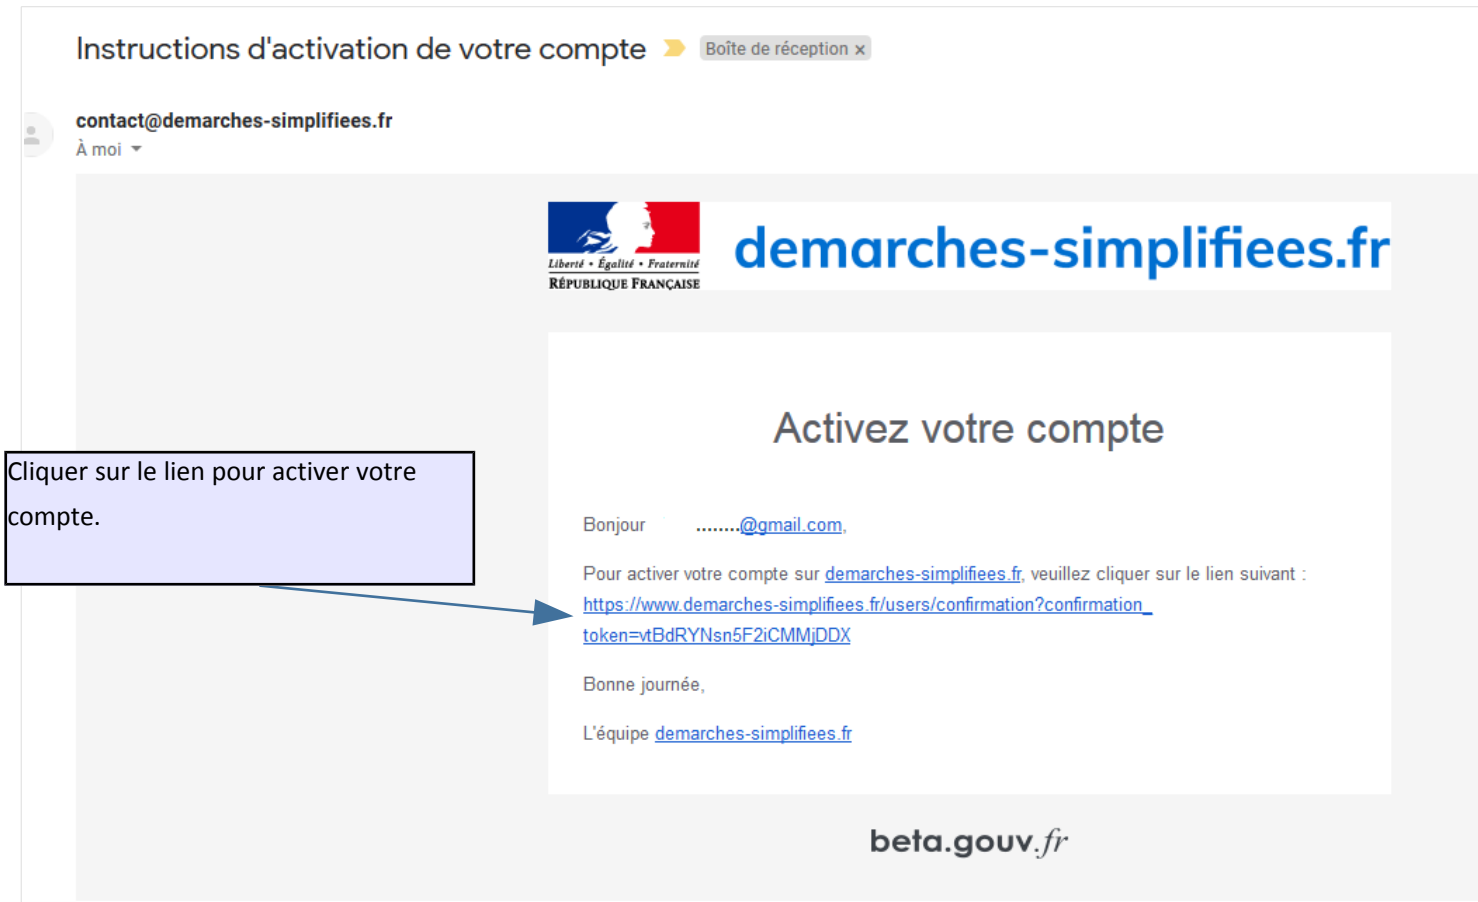 Instructions d'activation de votre compte Boîte de réception x
contact@demarches-simplifiees.fr
À moi
Liberté • Égalité • Fraternité
RÉPUBLIQUE FRANÇAISE
demarches-simplifiees.fr
Activez votre compte
Cliquer sur le lien pour activer votre
compte.
Bonjour ........@gmail.com,
Pour activer votre compte sur demarches-simplifiees.fr, veuillez cliquer sur le lien suivant :
https://www.demarches-simplifiees.fr/users/confirmation?confirmation_
token=vtBdRYNsn5F2iCMMjDDX
Bonne journée,
L'équipe demarches-simplifiees.fr
beta.gouv.fr